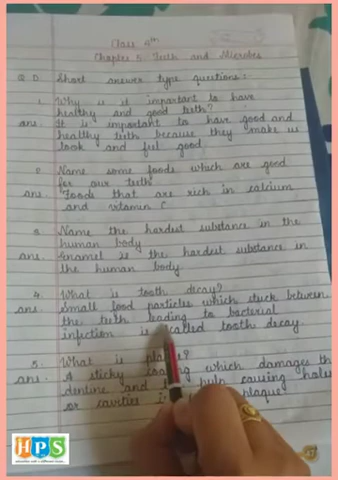 Class 4th
Chapter 5 Teeth and Microbes
Q D. Short answer type questions:
1. Why is it important to have
healthy and good teeth?
ans. It is important to have good and
healthy teeth because they make us
look and feel good
2. Name some foods which are good
for our teeth
ans. Foods that are rich in calcium
and vitamin C
3. Name the hardest substance in the
human body
ans. Enamel is the hardest substance in
the human body.
4. What is tooth decay?
ans. Small food particles which stuck between
the teeth leading to bacterial
infection is called tooth decay
5. What is plaque?
ans. A sticky coating which damages th
dentine and pulp causing holes
or cavities plaque
HPS